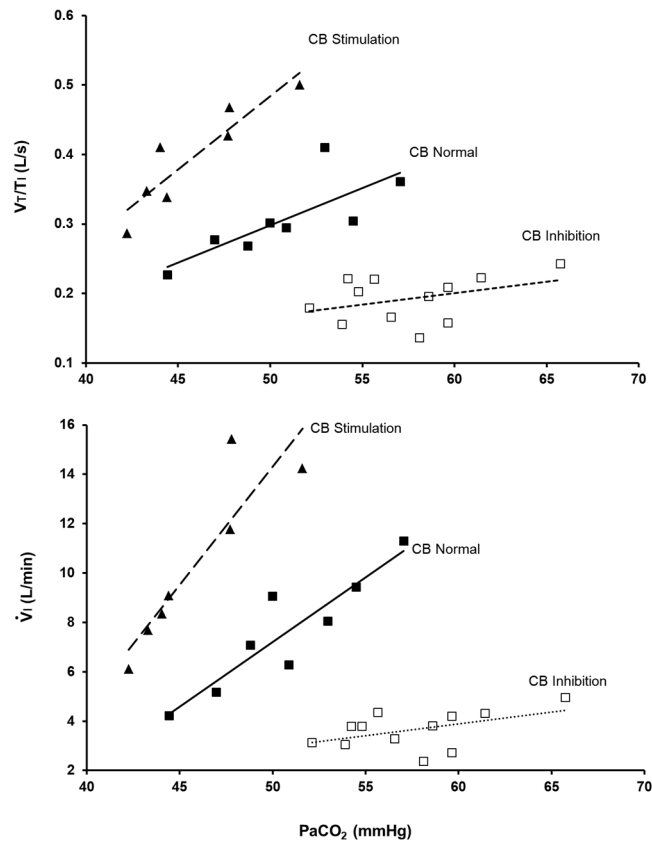 0.6
CB Stimulation
0.5
0.4
CB Normal
0.3
CB Inhibition
0.2
0.1
VT/TI (L/s)
40 45 50 55 60 65 70
16
CB Stimulation
14
12
CB Normal
10
8
6
CB Inhibition
4
2
V̇I (L/min)
40 45 50 55 60 65 70
PaCO₂ (mmHg)